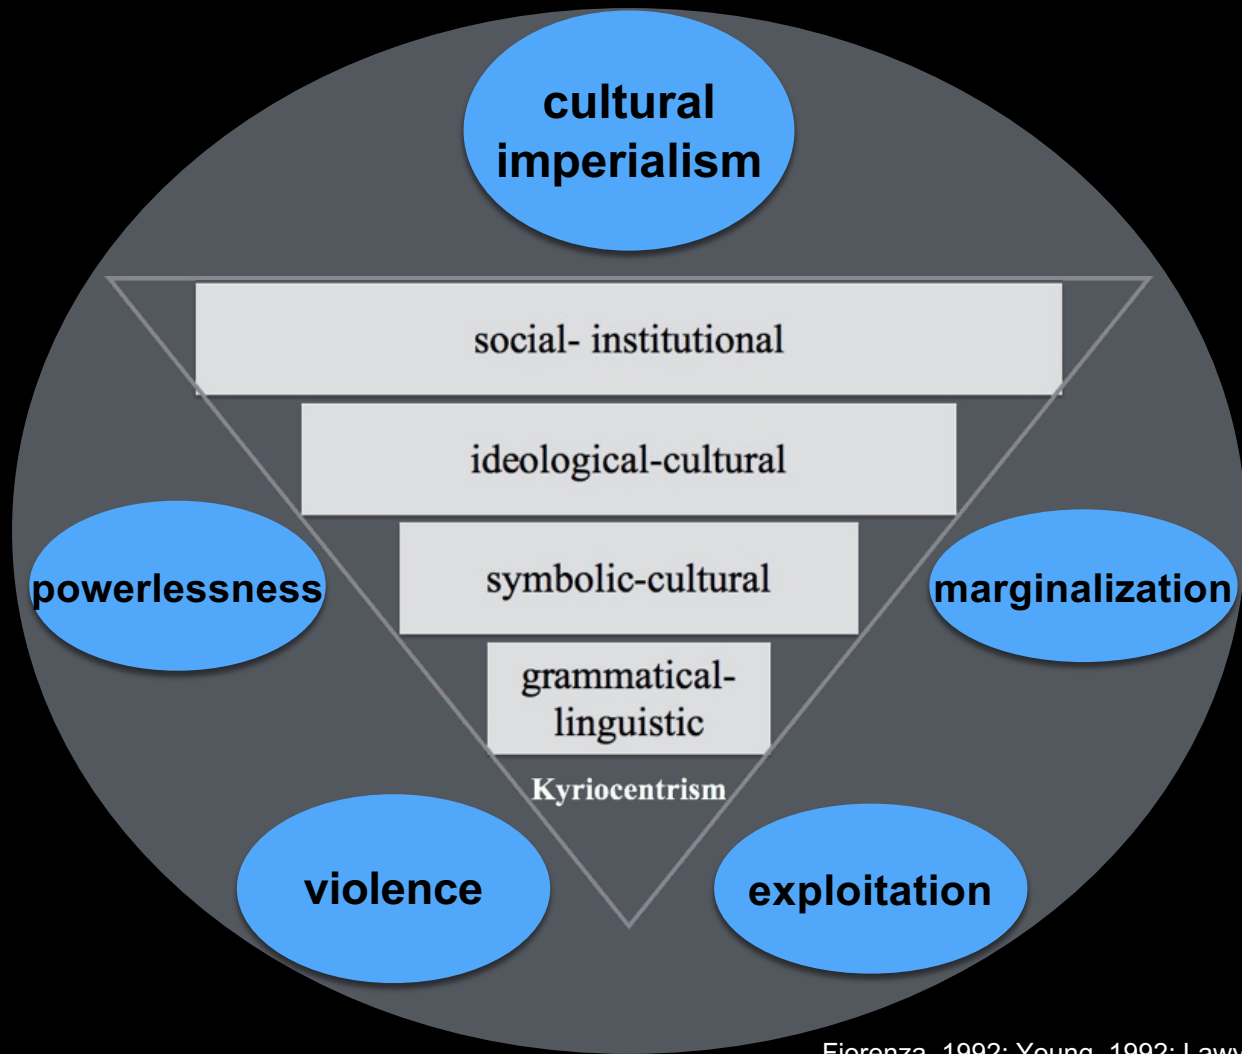 cultural
imperialism
social- institutional
ideological-cultural
powerlessness
symbolic-cultural
marginalization
grammatical-
linguistic
Kyriocentrism
violence
exploitation